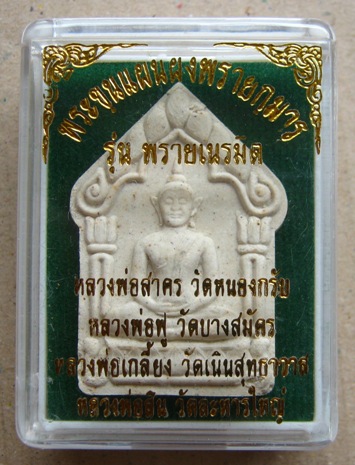 พระขุนแผนผงพรายกุมาร
รุ่น พรายเนรมิต
หลวงพ่อสาคร วัดหนองกรับ
หลวงพ่อฟู วัดบางสมัคร
หลวงพ่อเกลี้ยง วัดเนินสุทธาวาส
หลวงพ่อสิน วัดละหารใหญ่